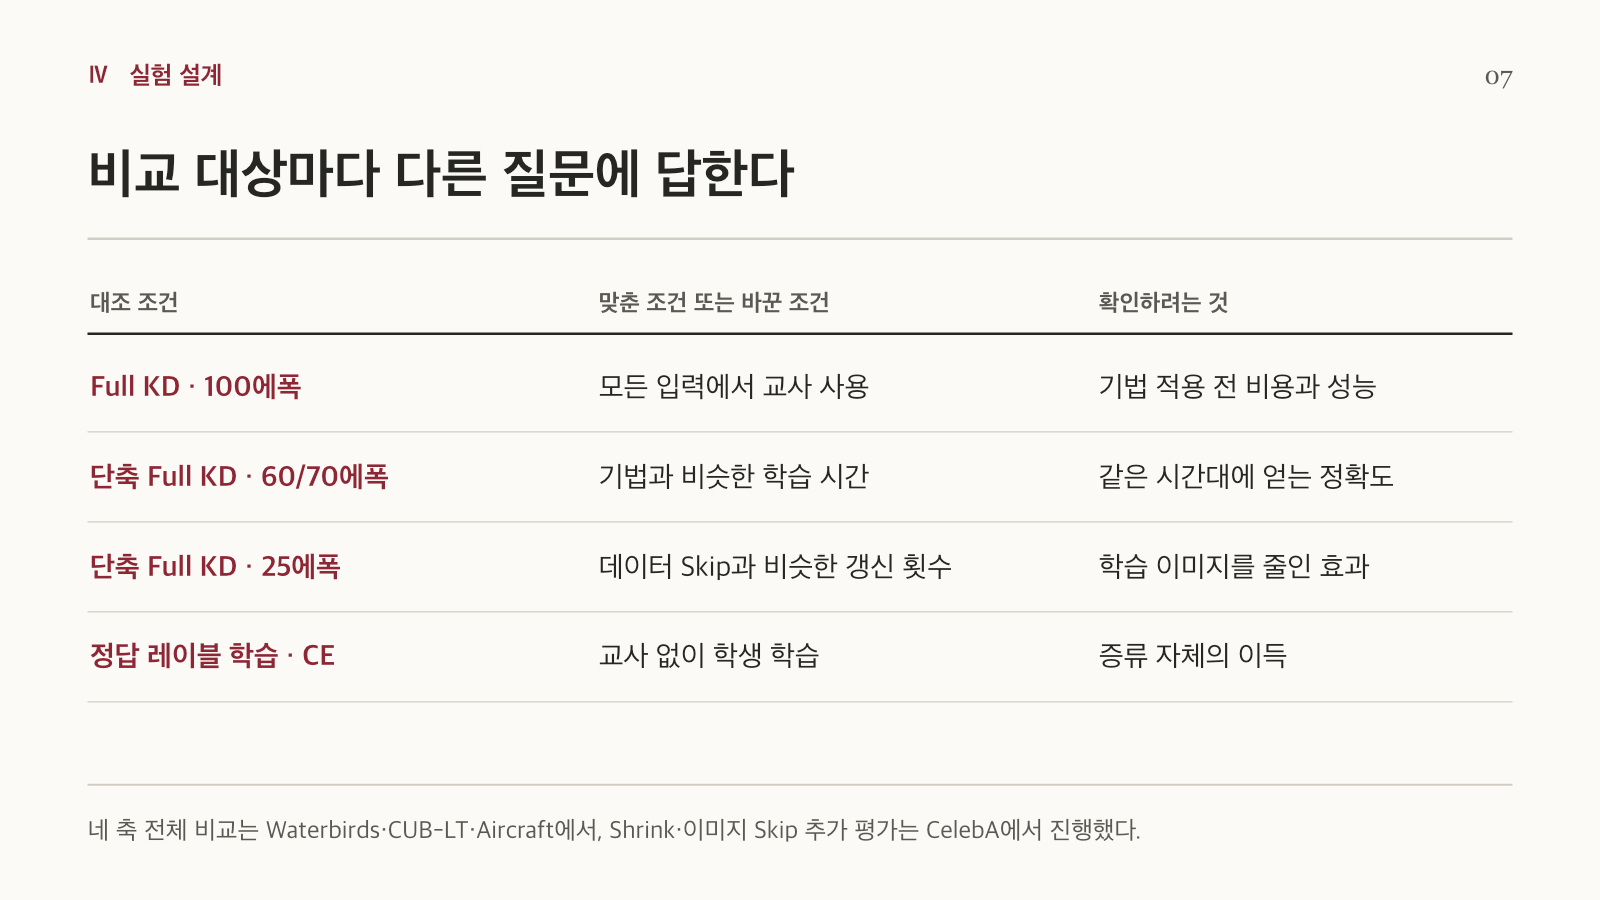 Ⅳ 실험 설계
07
비교 대상마다 다른 질문에 답한다
대조 조건 맞춘 조건 또는 바꾼 조건 확인하려는 것
Full KD · 100에폭 모든 입력에서 교사 사용 기법 적용 전 비용과 성능
단축 Full KD · 60/70에폭 기법과 비슷한 학습 시간 같은 시간대에 얻는 정확도
단축 Full KD · 25에폭 데이터 Skip과 비슷한 갱신 횟수 학습 이미지를 줄인 효과
정답 레이블 학습 · CE 교사 없이 학생 학습 증류 자체의 이득
네 축 전체 비교는 Waterbirds·CUB-LT·Aircraft에서, Shrink·이미지 Skip 추가 평가는 CelebA에서 진행했다.